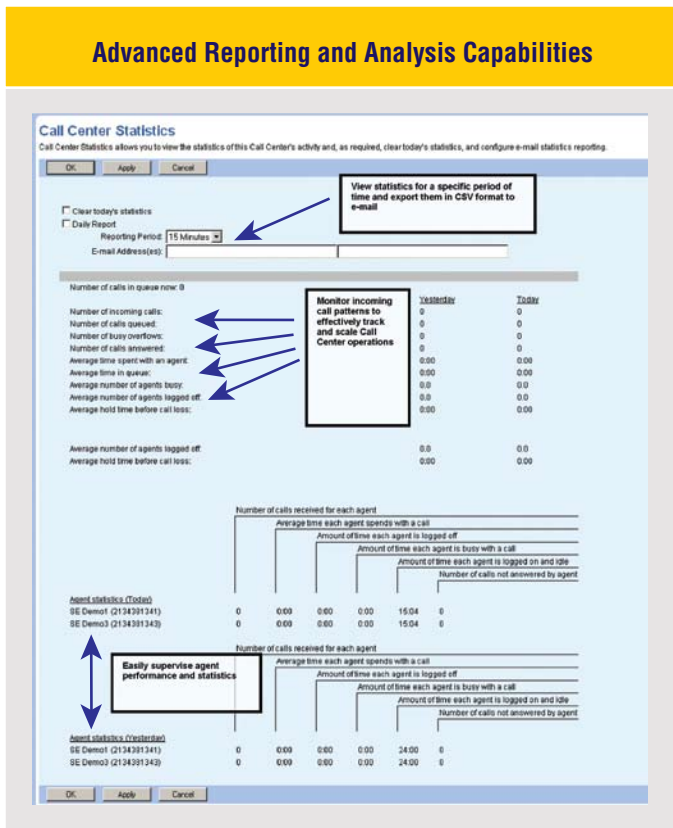 Advanced Reporting and Analysis Capabilities
Call Center Statistics
Call Center Statistics allows you to view the statistics of this Call Center's activity and, as required, clear today's statistics, and configure e-mail statistics reporting.
OK Apply Cancel
View statistics for a specific period of
time and export them in CSV format to
e-mail
Clear today's statistics
Daily Report
Reporting Period: 15 Minutes
E-mail Address(es):
Number of calls in queue now: 0
Monitor incoming
call patterns to
effectively track
and scale Call
Center operations
Yesterday Today
Number of incoming calls: 0 0
Number of calls queued: 0 0
Number of busy overflows: 0 0
Number of calls answered: 0 0
Average time spent with an agent: 0:00 0:00
Average time in queue: 0:00 0:00
Average number of agents busy: 0.0 0.0
Average number of agents logged off: 0.0 0.0
Average hold time before call loss: 0:00 0:00
Average number of agents logged off: 0.0 0.0
Average hold time before call loss: 0:00 0:00
Number of calls received for each agent
Average time each agent spends with a call
Amount of time each agent is logged off
Amount of time each agent is busy with a call
Amount of time each agent is logged on and idle
Number of calls not answered by agent
Agent statistics (Today)
SE Demo1 (2134391341) 0 0:00 0:00 0:00 15:04 0
SE Demo3 (2134391343) 0 0:00 0:00 0:00 15:04 0
Easily supervise agent
performance and statistics
Number of calls received for each agent
Average time each agent spends with a call
Amount of time each agent is logged off
Amount of time each agent is busy with a call
Amount of time each agent is logged on and idle
Number of calls not answered by agent
Agent statistics (Yesterday)
SE Demo1 (2134391341) 0 0:00 0:00 0:00 24:00 0
SE Demo3 (2134391343) 0 0:00 0:00 0:00 24:00 0
OK Apply Cancel